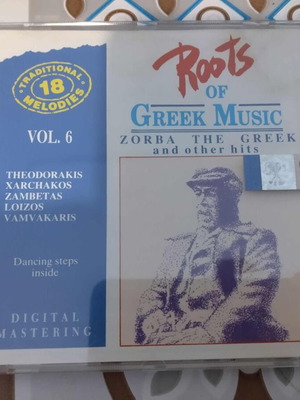 TRADITIONAL
18
MELODIES
VOL. 6
THEODORAKIS
XARCHAKOS
ZAMBETAS
LOIZOS
VAMVAKARIS
Dancing steps
inside
DIGITAL
MASTERING
Roots
OF
GREEK MUSIC
ZORBA THE GREEK
and other hits